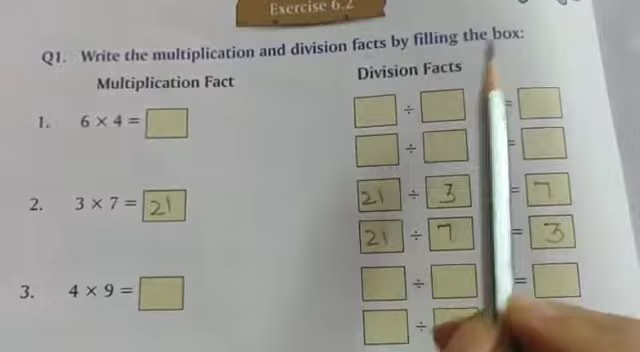 Exercise 6.2
Q1. Write the multiplication and division facts by filling the box:
Multiplication Fact Division Facts
1. 6 × 4 = ÷ =
÷ =
2. 3 × 7 = 21 21 ÷ 3 = 7
21 ÷ 7 = 3
3. 4 × 9 = ÷ =
÷